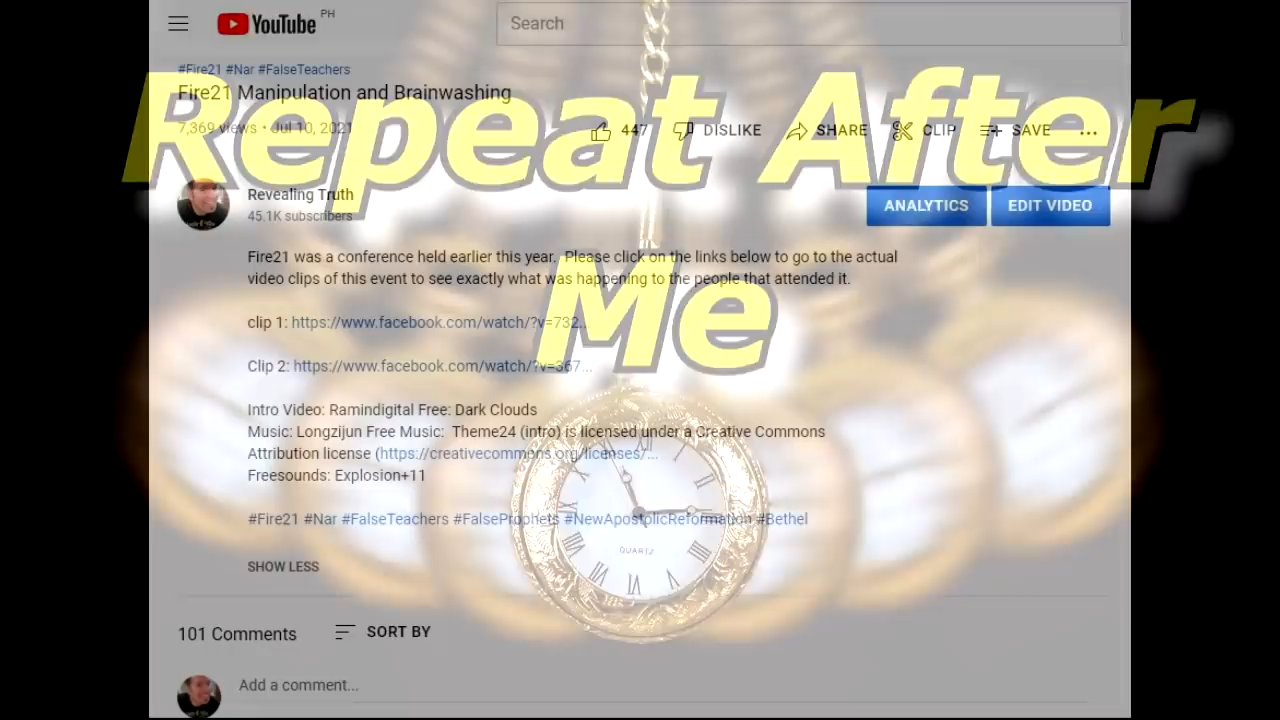 YouTube PH
Search
#Fire21 #Nar #FalseTeachers
Fire21 Manipulation and Brainwashing
7,369 views • Jul 10, 2021
447 DISLIKE SHARE CLIP SAVE ...
Repeat After
Me
Revealing Truth
45.1K subscribers
ANALYTICS EDIT VIDEO
Fire21 was a conference held earlier this year. Please click on the links below to go to the actual
video clips of this event to see exactly what was happening to the people that attended it.
clip 1: https://www.facebook.com/watch/?v=732...
Clip 2: https://www.facebook.com/watch/?v=367...
Intro Video: Ramindigital Free: Dark Clouds
Music: Longzijun Free Music: Theme24 (intro) is licensed under a Creative Commons
Attribution license (https://creativecommons.org/licenses/...
Freesounds: Explosion+11
#Fire21 #Nar #FalseTeachers #FalseProphets #NewApostolicReformation #Bethel
QUARTZ
SHOW LESS
101 Comments SORT BY
Add a comment...